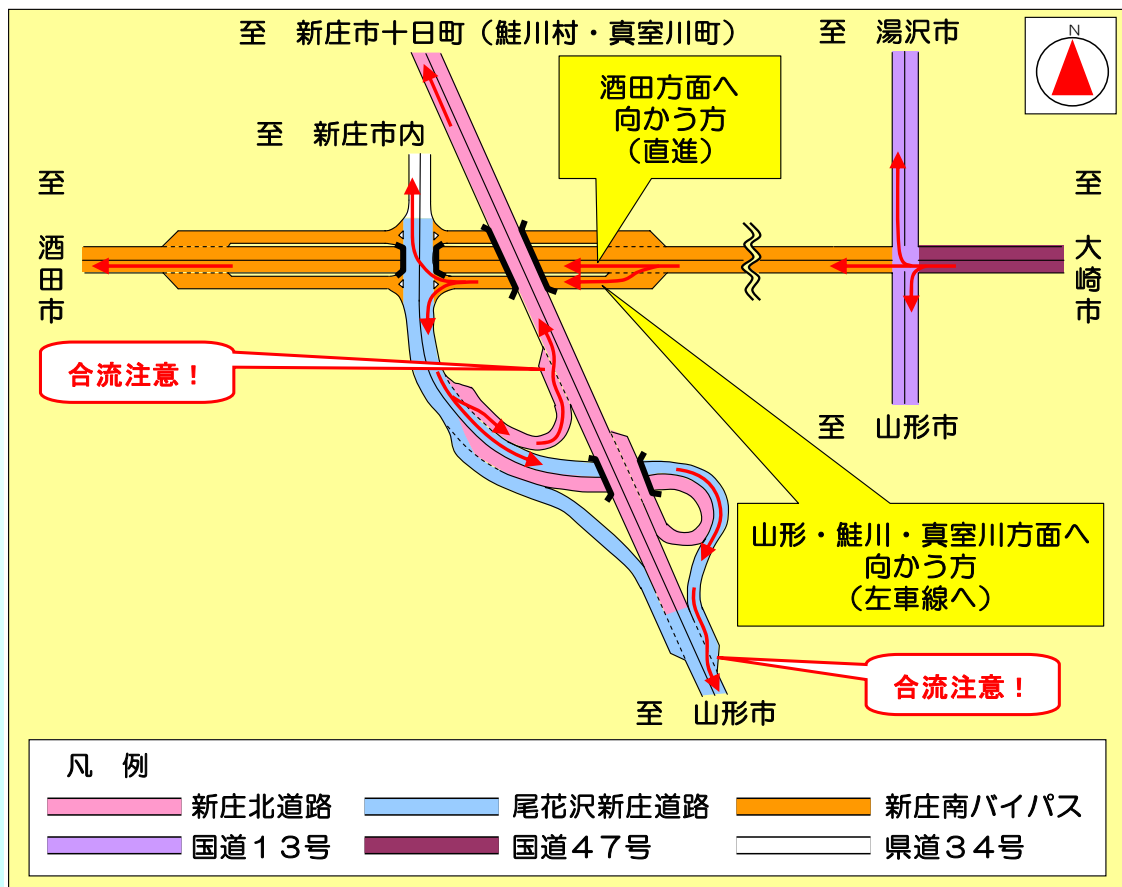 至　新庄市十日町（鮭川村・真室川町）
至　湯沢市
N
酒田方面へ
向かう方
（直進）
至　新庄市内
至　酒田市
至　大崎市
合流注意！
至　山形市
山形・鮭川・真室川方面へ
向かう方
（左車線へ）
合流注意！
至　山形市
凡　例
新庄北道路
尾花沢新庄道路
新庄南バイパス
国道１３号
国道４７号
県道３４号